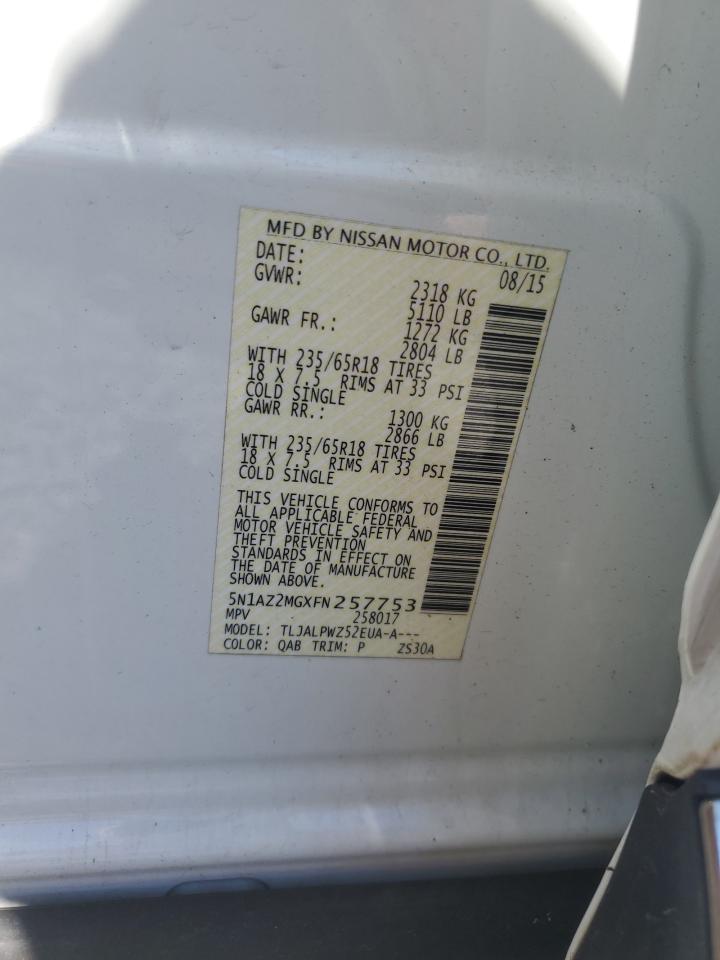 MFD BY NISSAN MOTOR CO., LTD.
DATE: 08/15
GVWR: 2318 KG
5110 LB
GAWR FR.: 1272 KG
2804 LB
WITH 235/65R18 TIRES
18 X 7.5 RIMS AT 33 PSI
COLD SINGLE
GAWR RR.: 1300 KG
2866 LB
WITH 235/65R18 TIRES
18 X 7.5 RIMS AT 33 PSI
COLD SINGLE
THIS VEHICLE CONFORMS TO
ALL APPLICABLE FEDERAL
MOTOR VEHICLE SAFETY AND
THEFT PREVENTION
STANDARDS IN EFFECT ON
THE DATE OF MANUFACTURE
SHOWN ABOVE.
5N1AZ2MGXFN257753
MPV 258017
MODEL: TLJALPWZ52EUA-A---
COLOR: QAB TRIM: P ZS30A